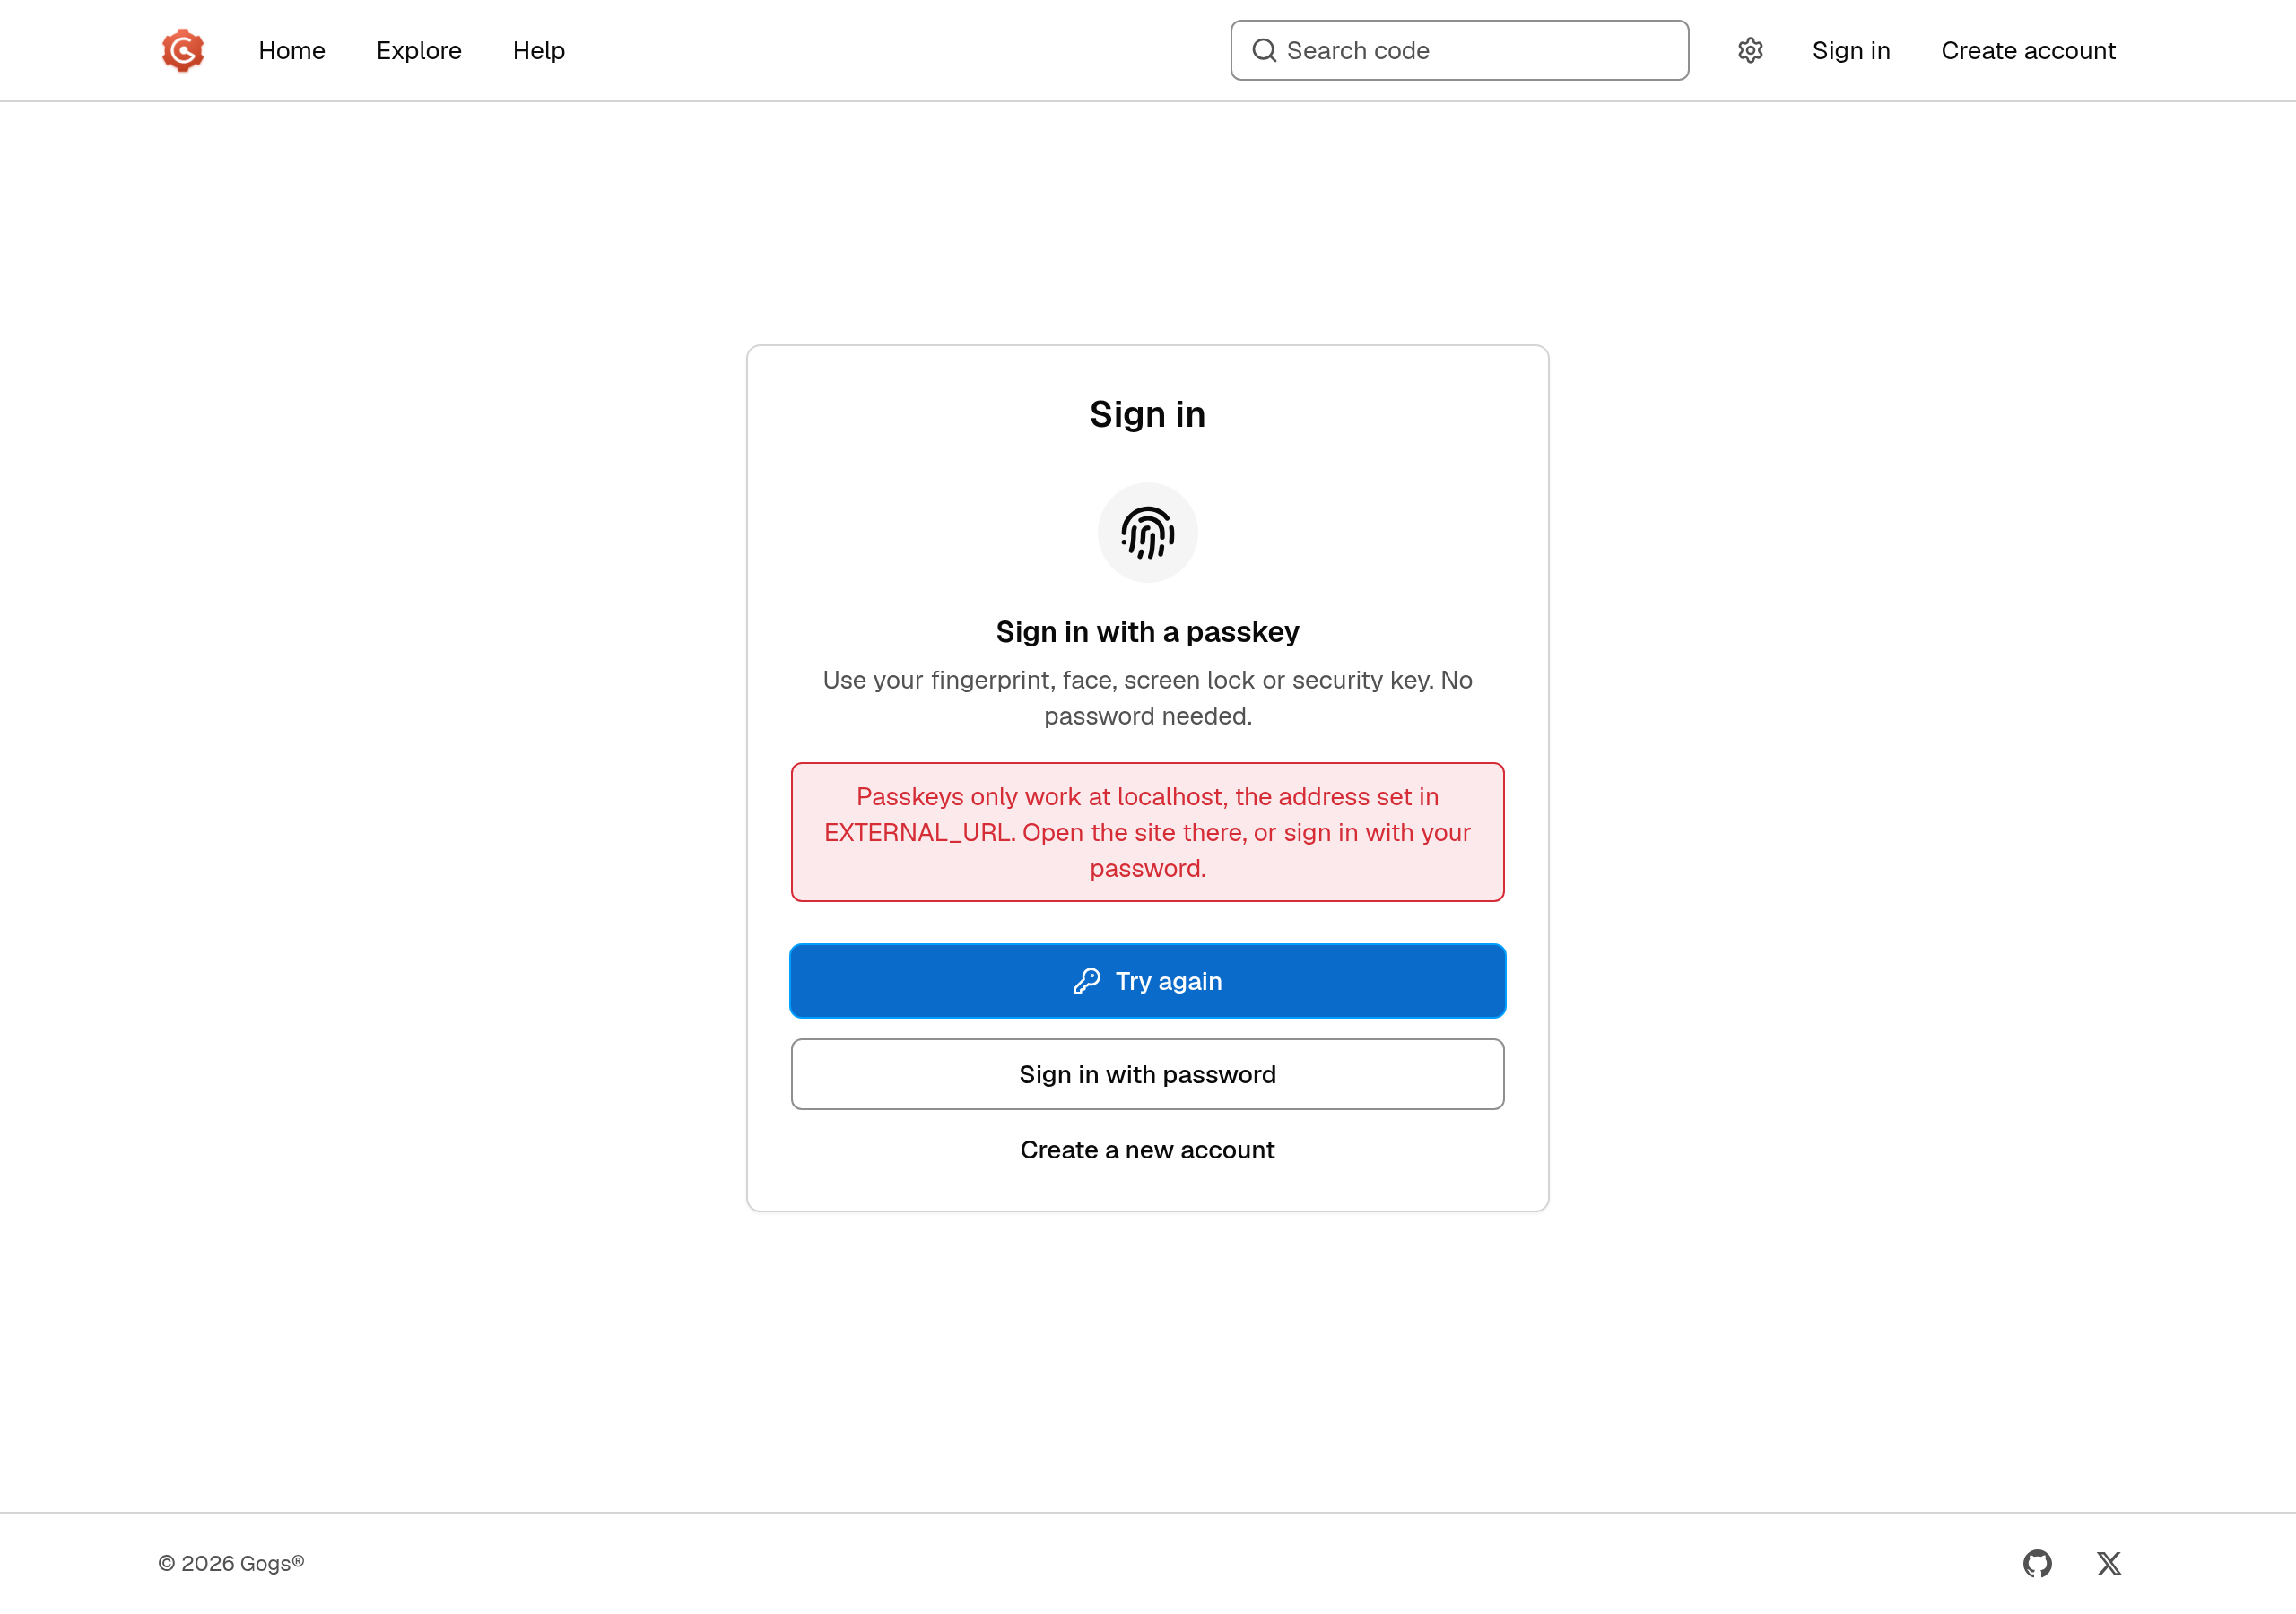 Home Explore Help Search code Sign in Create account
Sign in
Sign in with a passkey
Use your fingerprint, face, screen lock or security key. No
password needed.
Passkeys only work at localhost, the address set in
EXTERNAL_URL. Open the site there, or sign in with your
password.
Try again
Sign in with password
Create a new account
© 2026 Gogs®